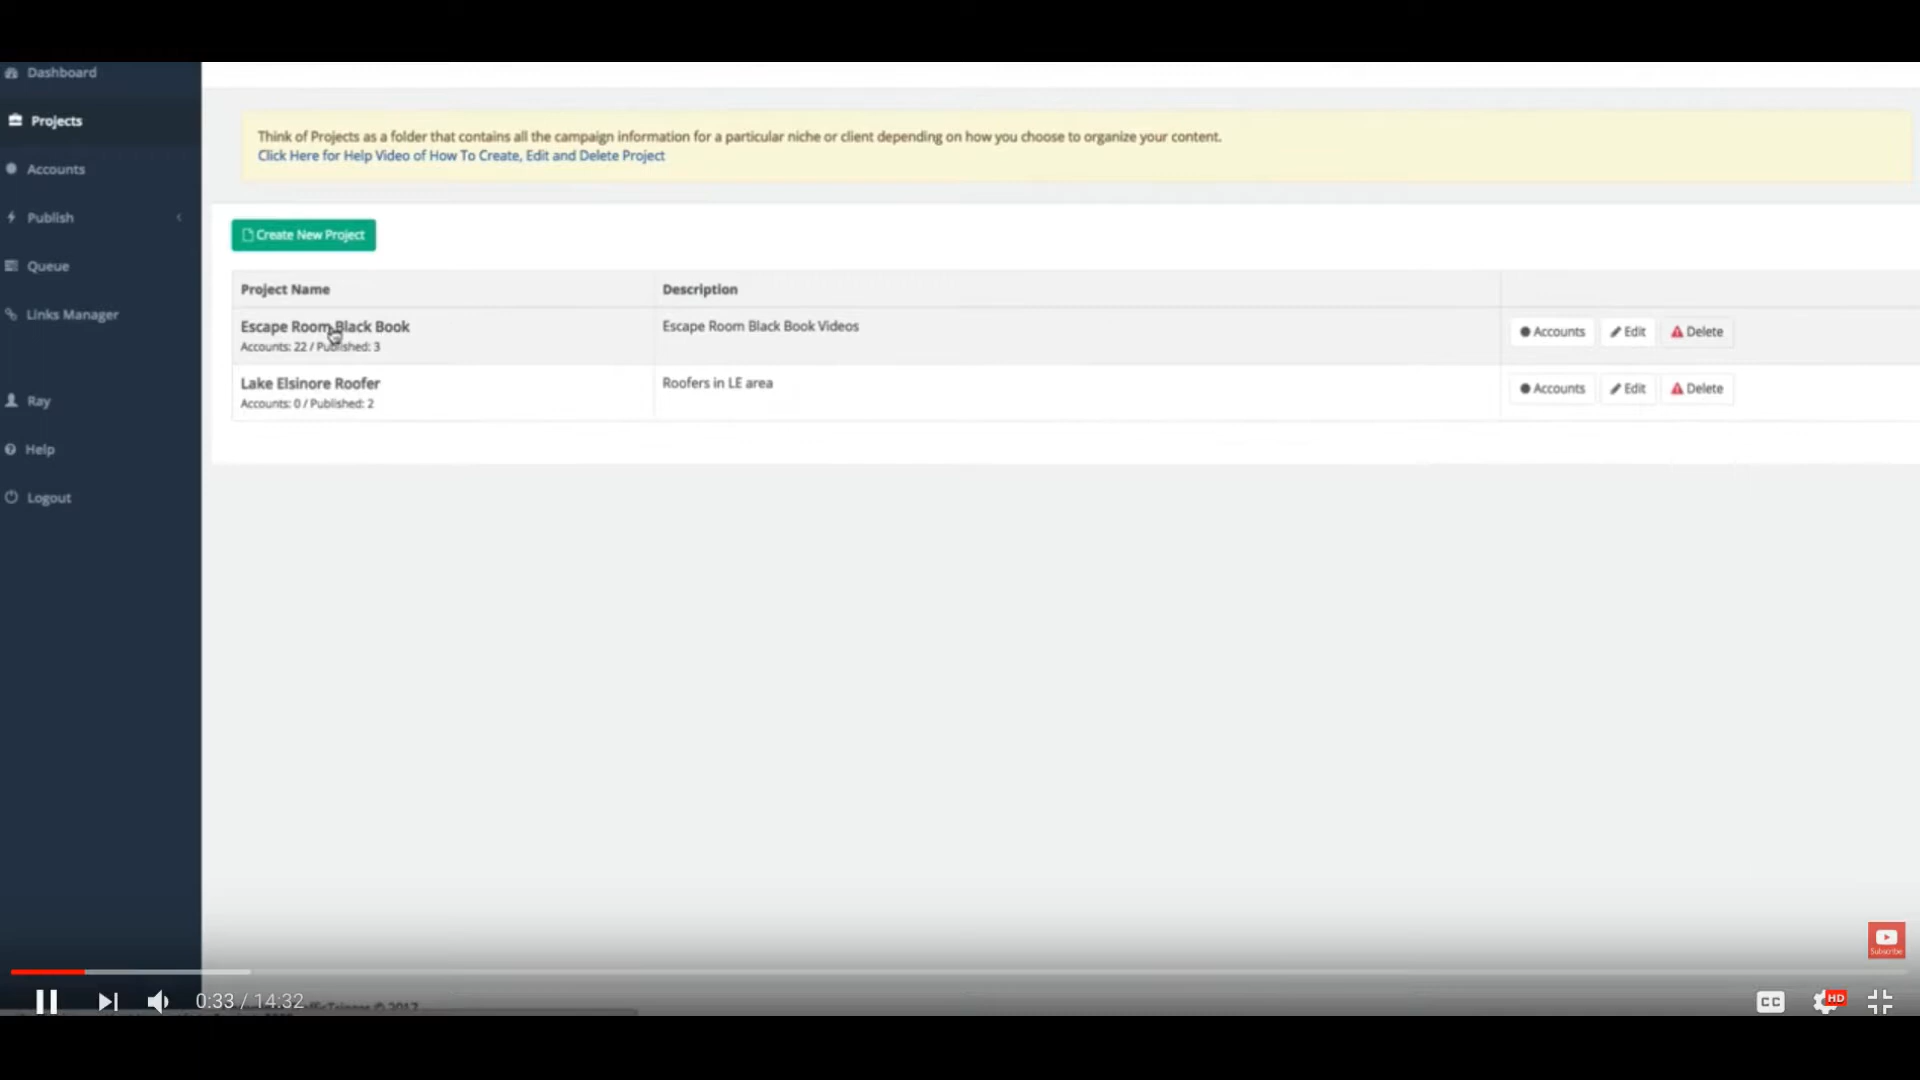 Dashboard
Projects
Accounts
Publish
Queue
Links Manager
Ray
Help
Logout
Think of Projects as a folder that contains all the campaign information for a particular niche or client depending on how you choose to organize your content.
Click Here for Help Video of How To Create, Edit and Delete Project
Create New Project
Project Name Description
Escape Room Black Book Escape Room Black Book Videos Accounts Edit Delete
Accounts: 22 / Published: 3
Lake Elsinore Roofer Roofers in LE area Accounts Edit Delete
Accounts: 0 / Published: 2
Subscribe
0:33 / 14:32 © 2017 CC HD